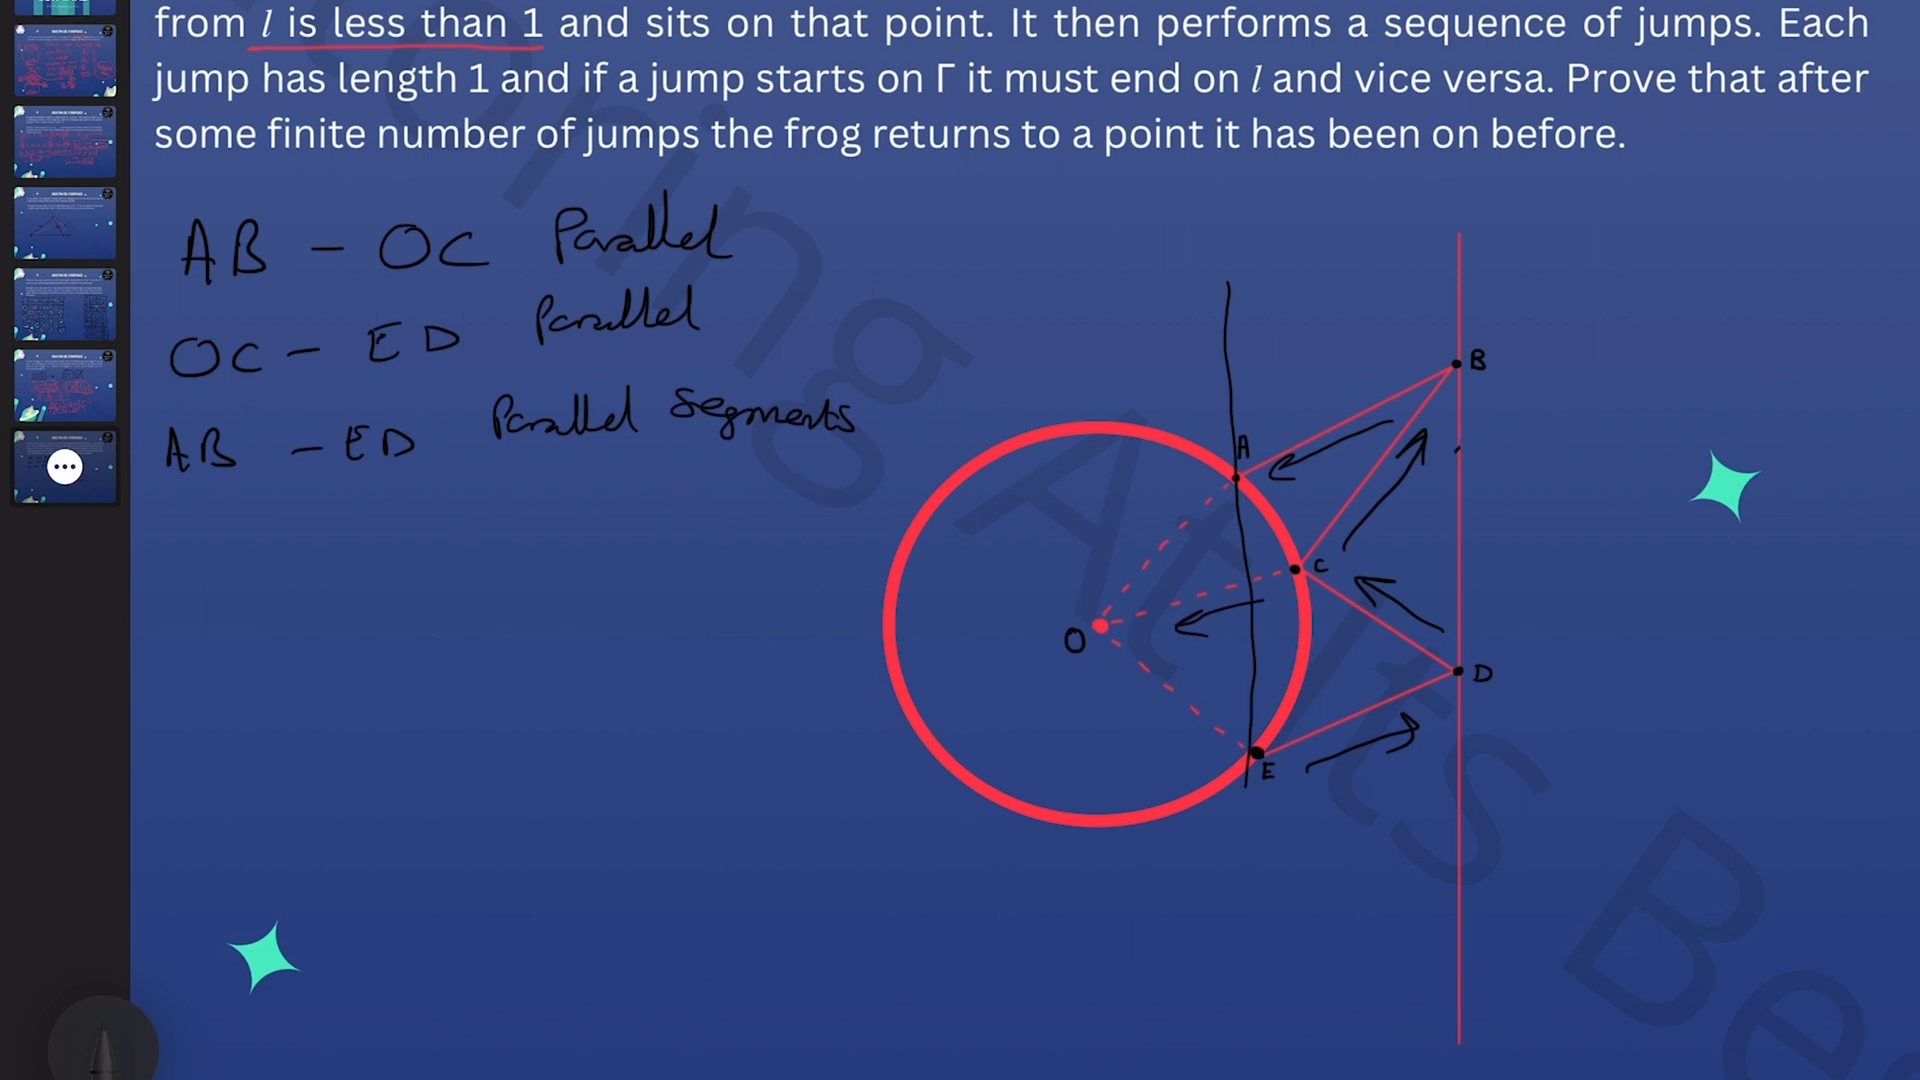 from l is less than 1 and sits on that point. It then performs a sequence of jumps. Each
jump has length 1 and if a jump starts on Γ it must end on l and vice versa. Prove that after
some finite number of jumps the frog returns to a point it has been on before.
AB - OC Parallel
OC - ED Parallel
AB - ED Parallel Segments
B
A
C
O
D
E